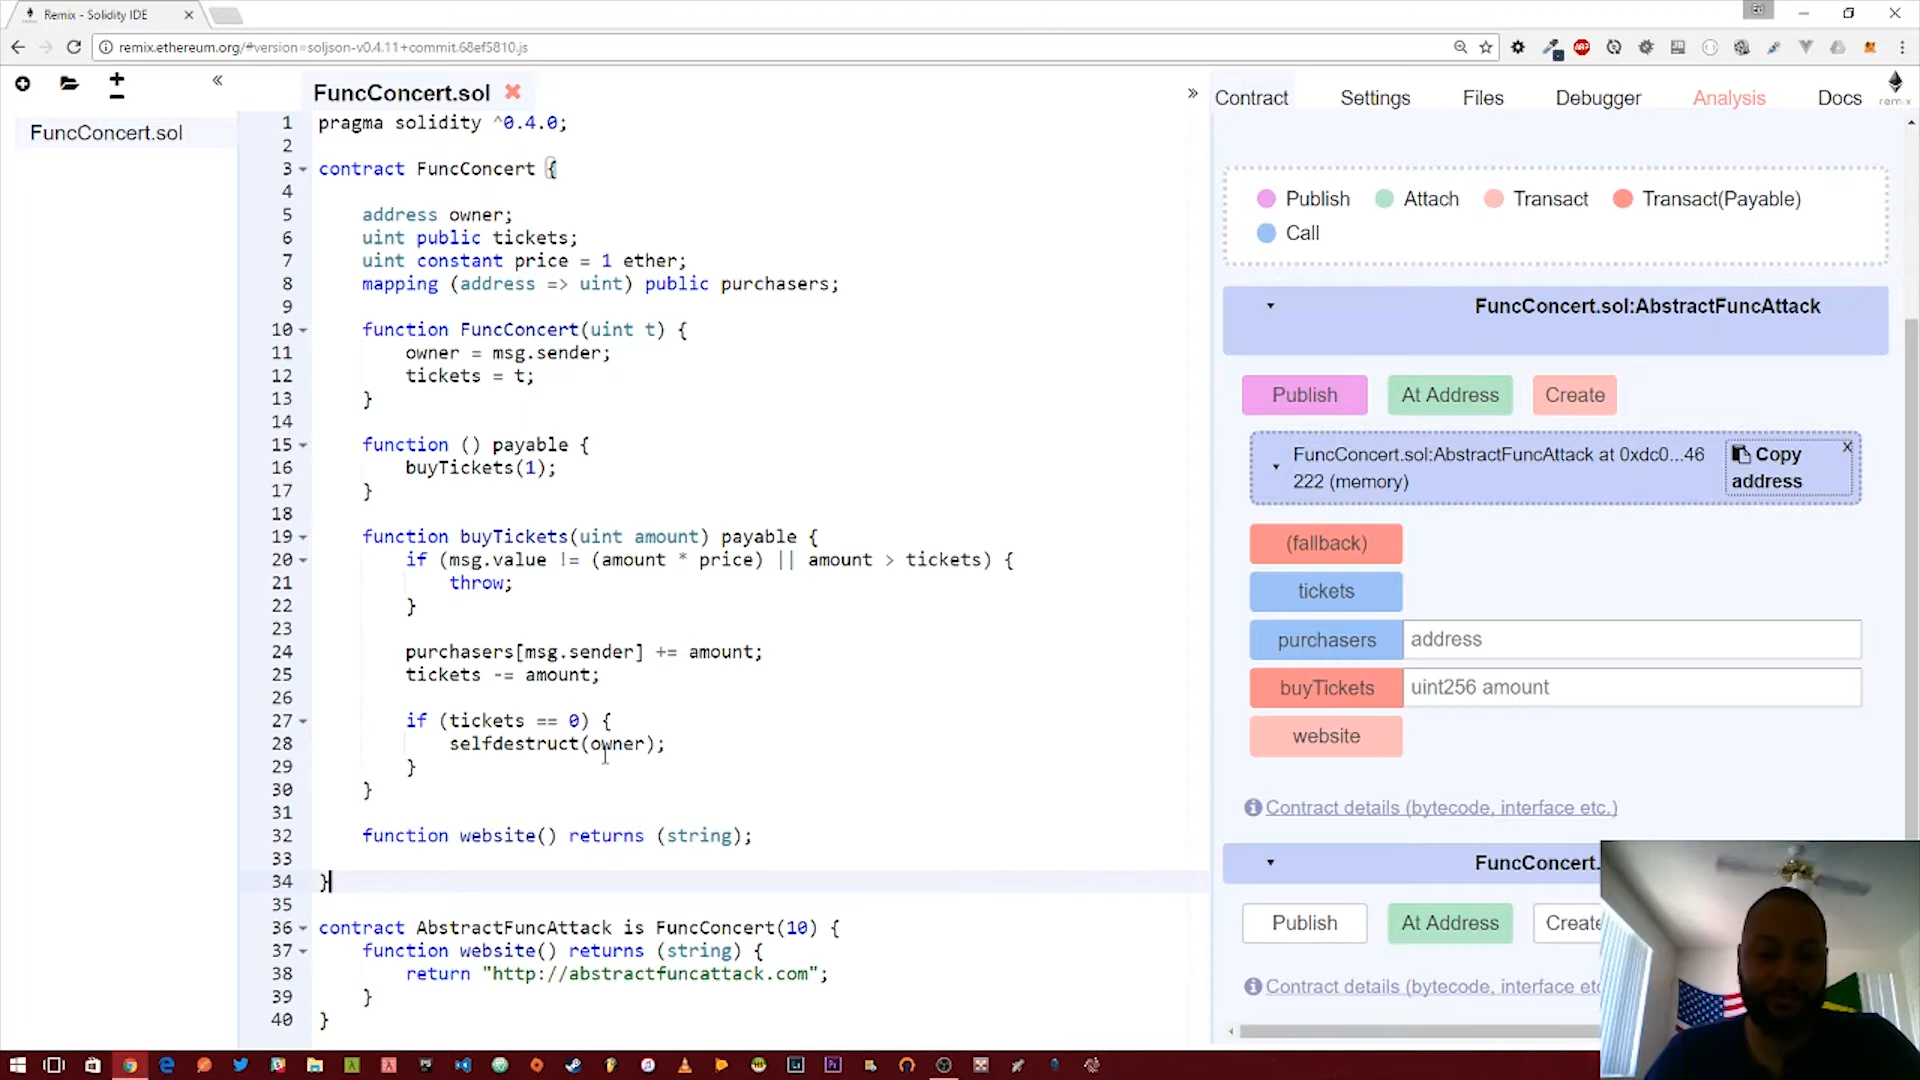 Remix - Solidity IDE
remix.ethereum.org/#version=soljson-v0.4.11+commit.68ef5810.js
FuncConcert.sol
FuncConcert.sol
1 pragma solidity ^0.4.0;
2
3 contract FuncConcert {
4
5 address owner;
6 uint public tickets;
7 uint constant price = 1 ether;
8 mapping (address => uint) public purchasers;
9
10 function FuncConcert(uint t) {
11 owner = msg.sender;
12 tickets = t;
13 }
14
15 function () payable {
16 buyTickets(1);
17 }
18
19 function buyTickets(uint amount) payable {
20 if (msg.value != (amount * price) || amount > tickets) {
21 throw;
22 }
23
24 purchasers[msg.sender] += amount;
25 tickets -= amount;
26
27 if (tickets == 0) {
28 selfdestruct(owner);
29 }
30 }
31
32 function website() returns (string);
33
34 }
35
36 contract AbstractFuncAttack is FuncConcert(10) {
37 function website() returns (string) {
38 return "http://abstractfuncattack.com";
39 }
40 }
Contract Settings Files Debugger Analysis Docs
remix
Publish Attach Transact Transact(Payable)
Call
FuncConcert.sol:AbstractFuncAttack
Publish At Address Create
FuncConcert.sol:AbstractFuncAttack at 0xdc0...46
222 (memory)
Copy
address
x
(fallback)
tickets
purchasers address
buyTickets uint256 amount
website
Contract details (bytecode, interface etc.)
FuncConcert.
Publish At Address Create
Contract details (bytecode, interface etc